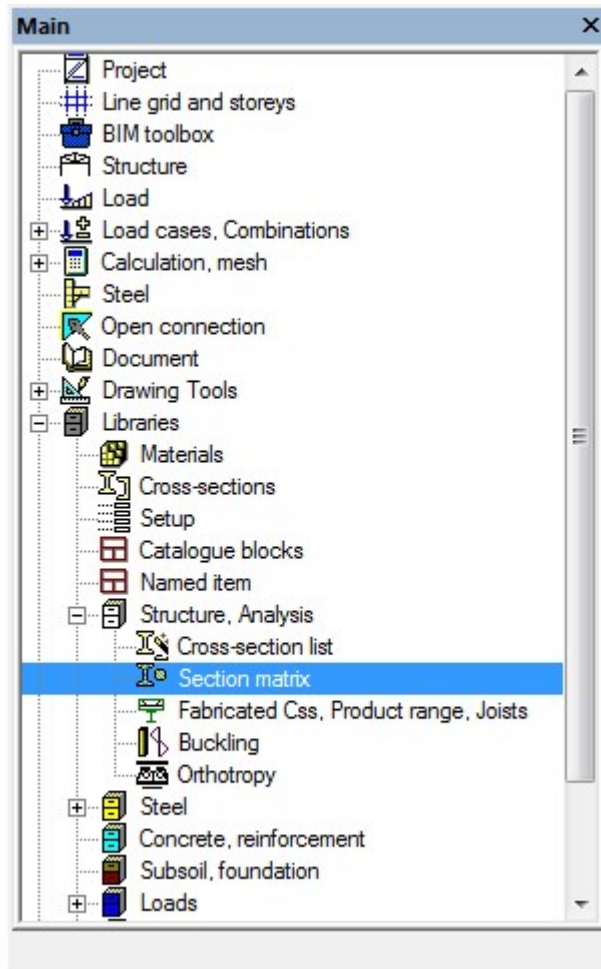 Main
Project
Line grid and storeys
BIM toolbox
Structure
Load
Load cases, Combinations
Calculation, mesh
Steel
Open connection
Document
Drawing Tools
Libraries
Materials
Cross-sections
Setup
Catalogue blocks
Named item
Structure, Analysis
Cross-section list
Section matrix
Fabricated Css, Product range, Joists
Buckling
Orthotropy
Steel
Concrete, reinforcement
Subsoil, foundation
Loads